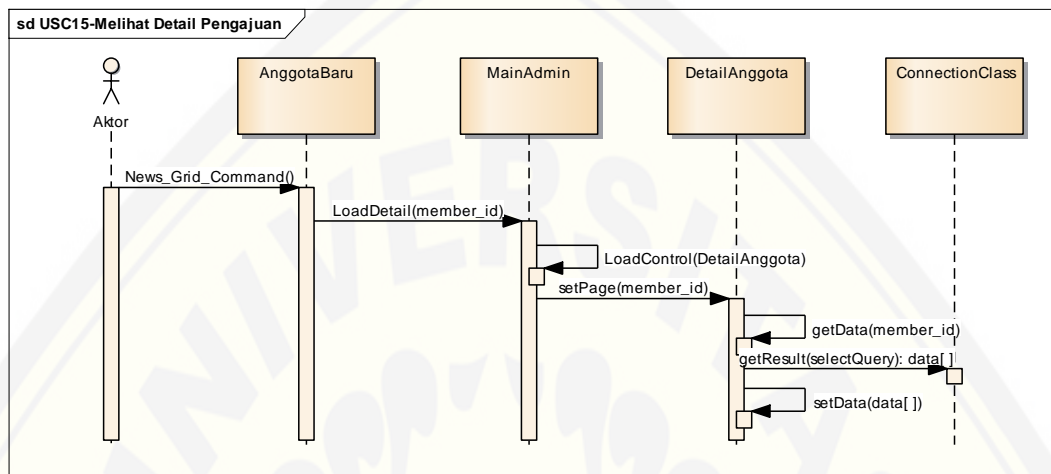 sd USC15-Melihat Detail Pengajuan
AnggotaBaru
MainAdmin
DetailAnggota
ConnectionClass
Aktor
News_Grid_Command()
LoadDetail(member_id)
LoadControl(DetailAnggota)
setPage(member_id)
getData(member_id)
getResult(selectQuery): data[ ]
setData(data[ ])